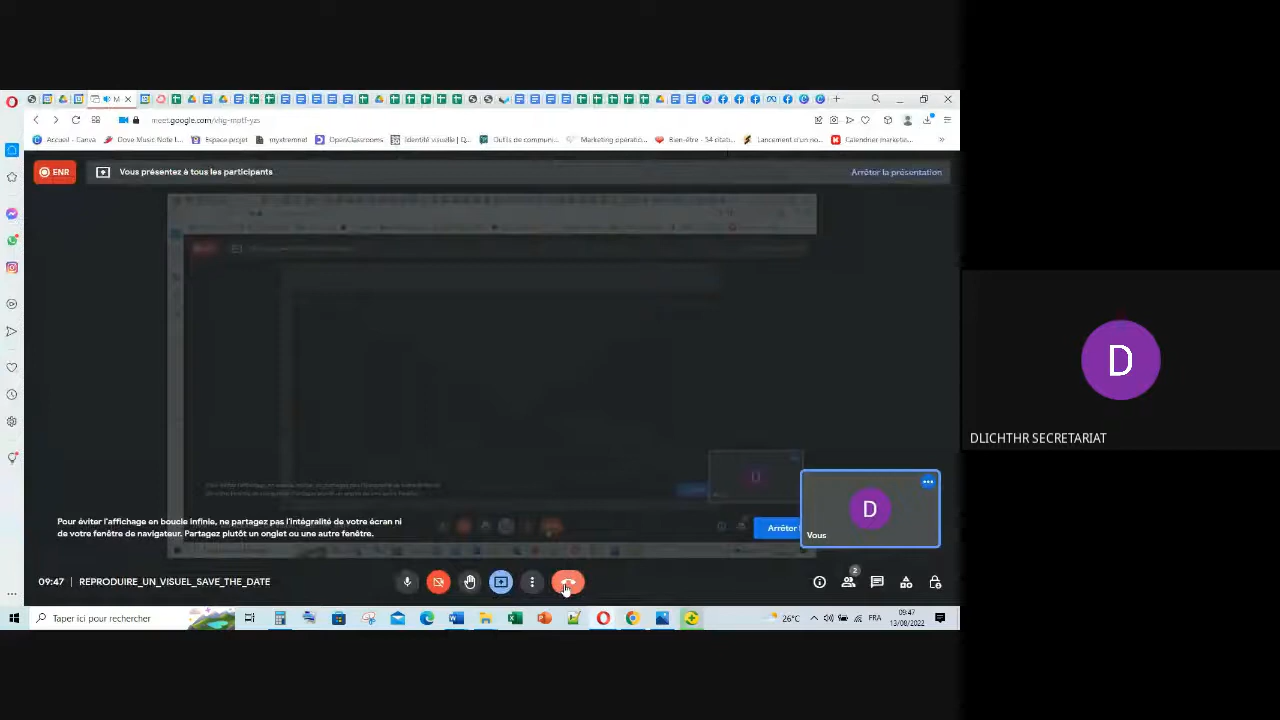 meet.google.com/vhg-mqtf-yzs
Accueil - Canva
Dove Music Note I...
Espace projet
myxtremnet
OpenClassrooms
Identité visuelle | Q...
Outils de communi...
Marketing opératio...
Bien-être - 34 citati...
Lancement d'un no...
Calendrier marketin...
ENR
Vous présentez à tous les participants
Arrêter la présentation
D
DLICHTHR SECRETARIAT
D
Vous
Pour éviter l'affichage en boucle infinie, ne partagez pas l'intégralité de votre écran ni
de votre fenêtre de navigateur. Partagez plutôt un onglet ou une autre fenêtre.
Arrêter
09:47
REPRODUIRE_UN_VISUEL_SAVE_THE_DATE
2
Taper ici pour rechercher
26°C
FRA
09:47
13/08/2022